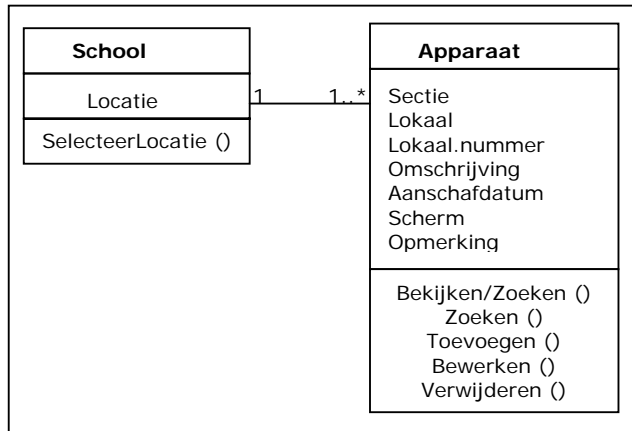 School
Locatie
SelecteerLocatie ()
1
1..*
Apparaat
Sectie
Lokaal
Lokaal.nummer
Omschrijving
Aanschafdatum
Scherm
Opmerking
Bekijken/Zoeken ()
Zoeken ()
Toevoegen ()
Bewerken ()
Verwijderen ()